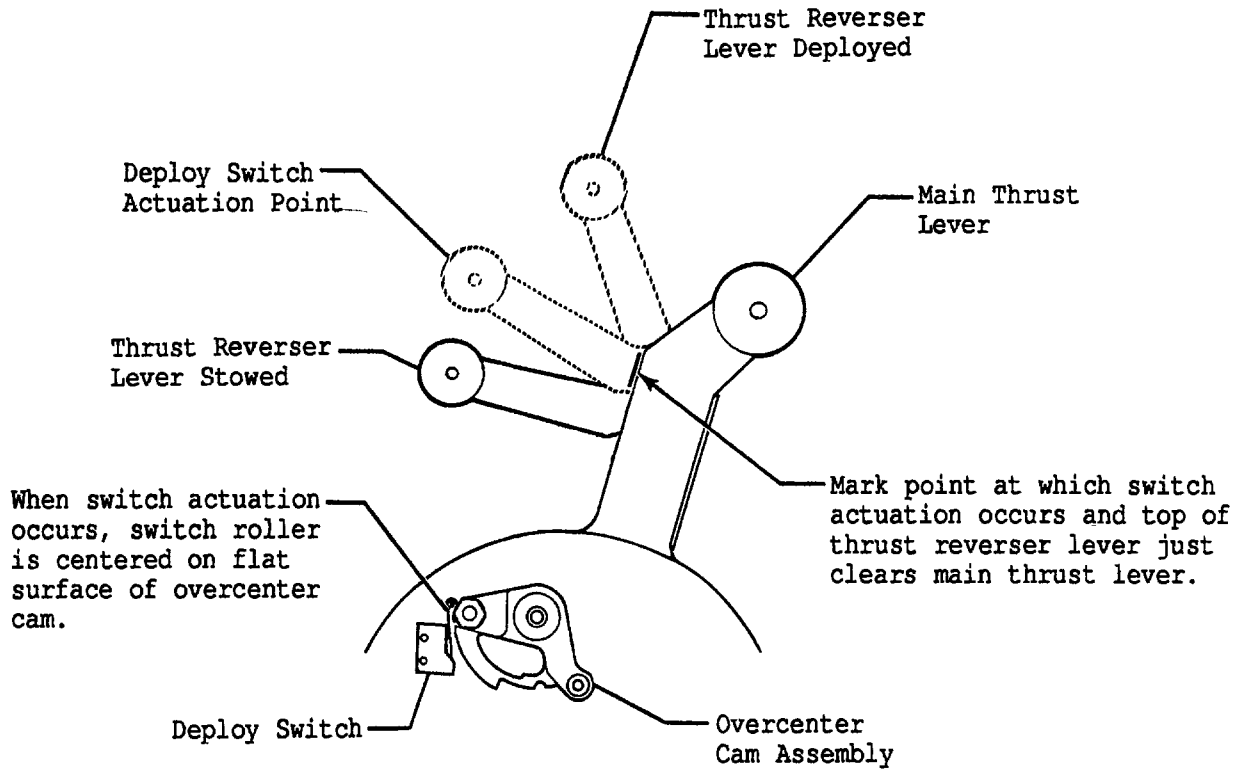 Thrust Reverser
Lever Deployed
Deploy Switch
Actuation Point
Main Thrust
Lever
Thrust Reverser
Lever Stowed
When switch actuation
occurs, switch roller
is centered on flat
surface of overcenter
cam.
Mark point at which switch
actuation occurs and top of
thrust reverser lever just
clears main thrust lever.
Deploy Switch
Overcenter
Cam Assembly